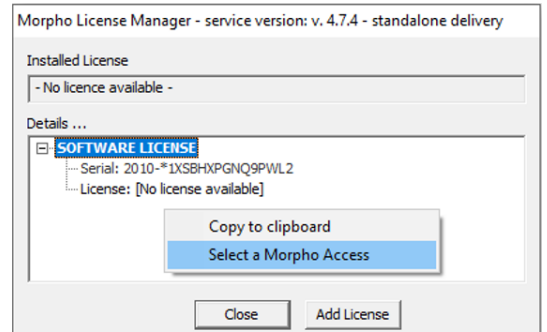 Morpho License Manager - service version: v. 4.7.4 - standalone delivery
Installed License
- No licence available -
Details ...
SOFTWARE LICENSE
Serial: 2010-*1XSBHXPGNQ9PWL2
License: [No license available]
Copy to clipboard
Select a Morpho Access
Close
Add License